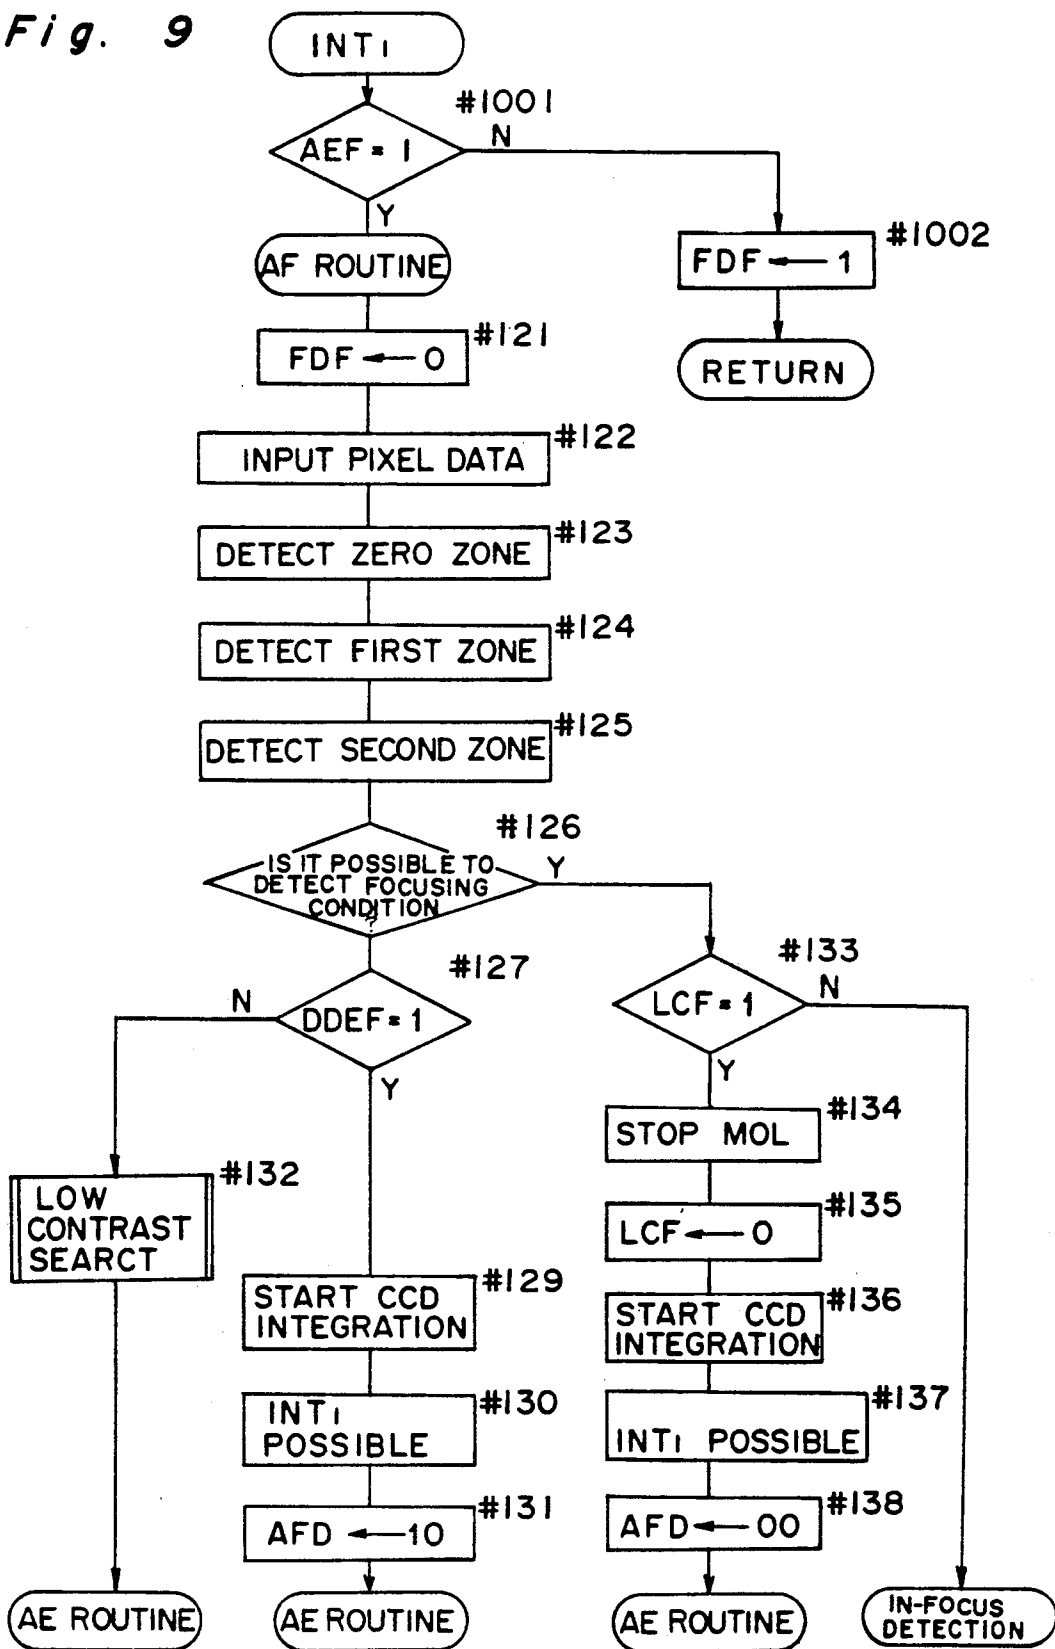 Fig. 9
INT1
#1001
AEF = 1
N
Y
AF ROUTINE
#1002
FDF ← 1
RETURN
#121
FDF ← 0
#122
INPUT PIXEL DATA
#123
DETECT ZERO ZONE
#124
DETECT FIRST ZONE
#125
DETECT SECOND ZONE
#126
IS IT POSSIBLE TO
DETECT FOCUSING
CONDITION
?
Y
#127
DDEF = 1
N
Y
#133
LCF = 1
N
Y
#134
STOP MOL
#132
LOW
CONTRAST
SEARCT
#135
LCF ← 0
#129
START CCD
INTEGRATION
#136
START CCD
INTEGRATION
#130
INT1
POSSIBLE
#137
INT1 POSSIBLE
#131
AFD ← 10
#138
AFD ← 00
AE ROUTINE
AE ROUTINE
AE ROUTINE
IN-FOCUS
DETECTION